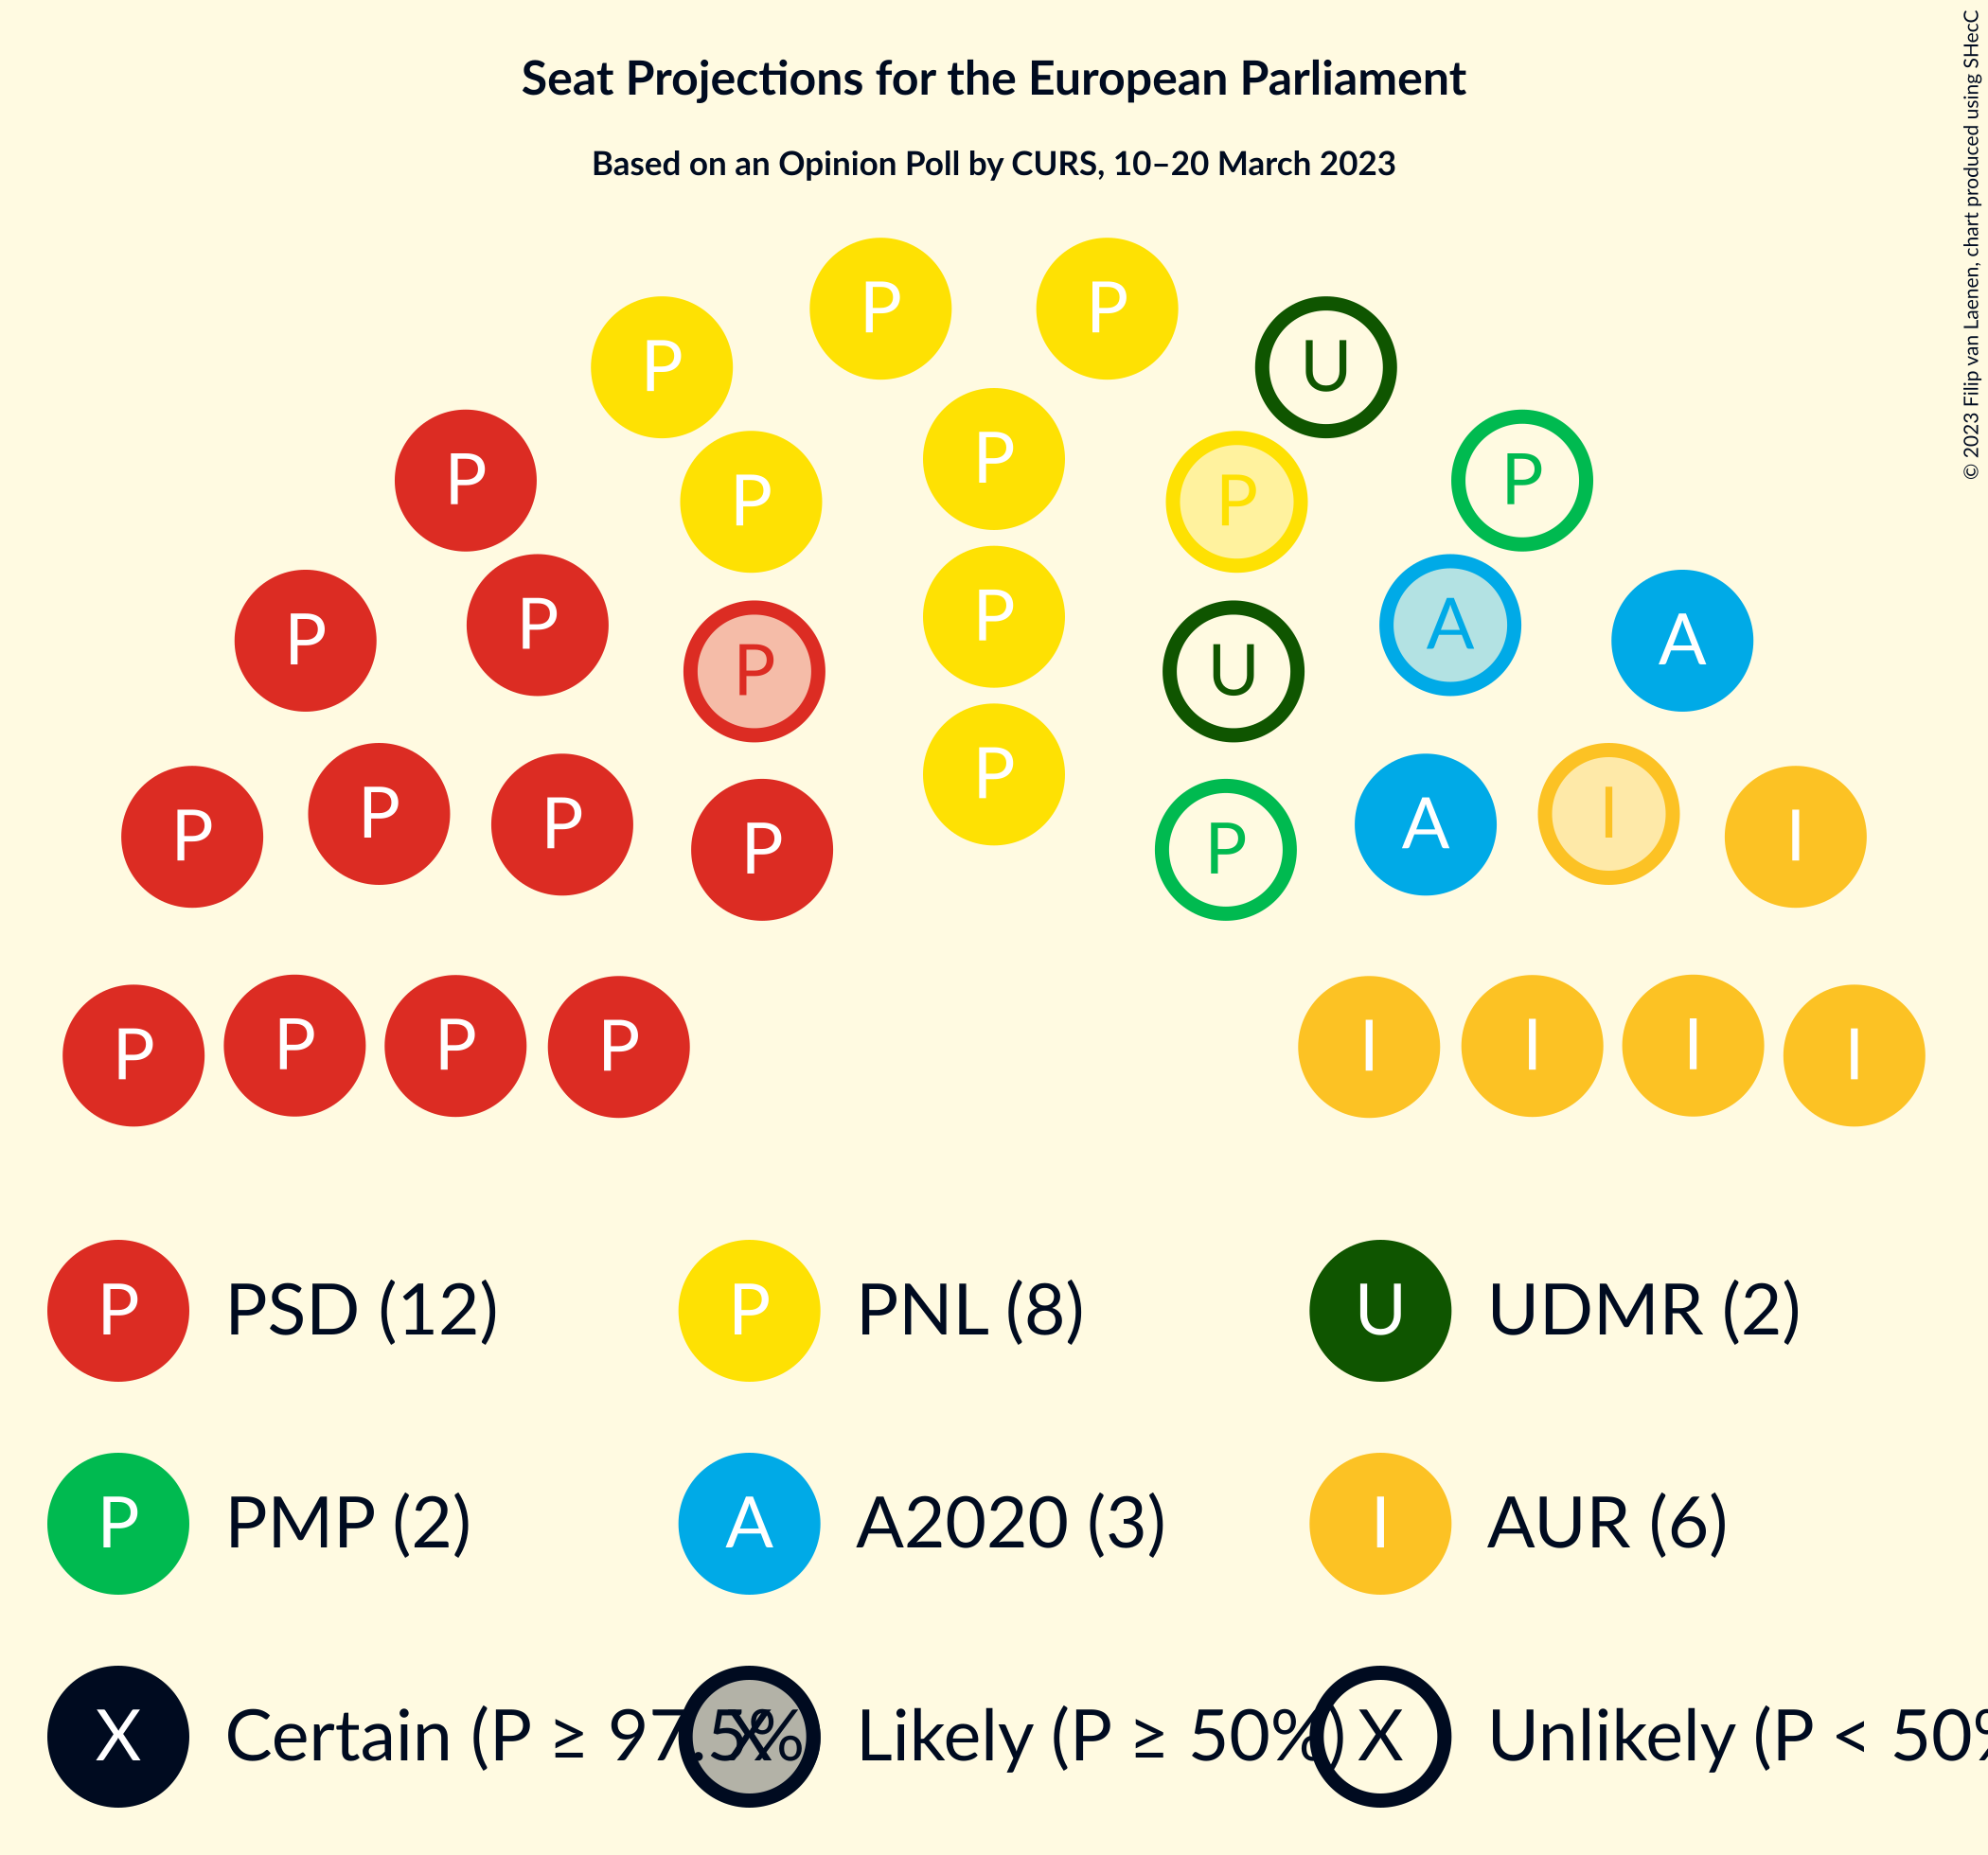 Seat Projections for the European Parliament
Based on an Opinion Poll by CURS, 10–20 March 2023
© 2023 Filip van Laenen, chart produced using SHecC
P P
P U
P P P P P
P P P A A
P P U
P P P P P P A I I
P P P P I I I I
P PSD (12) P PNL (8) U UDMR (2)
P PMP (2) A A2020 (3) I AUR (6)
X Certain (P ≥ 97.5% X Likely (P ≥ 50%) X Unlikely (P < 50%